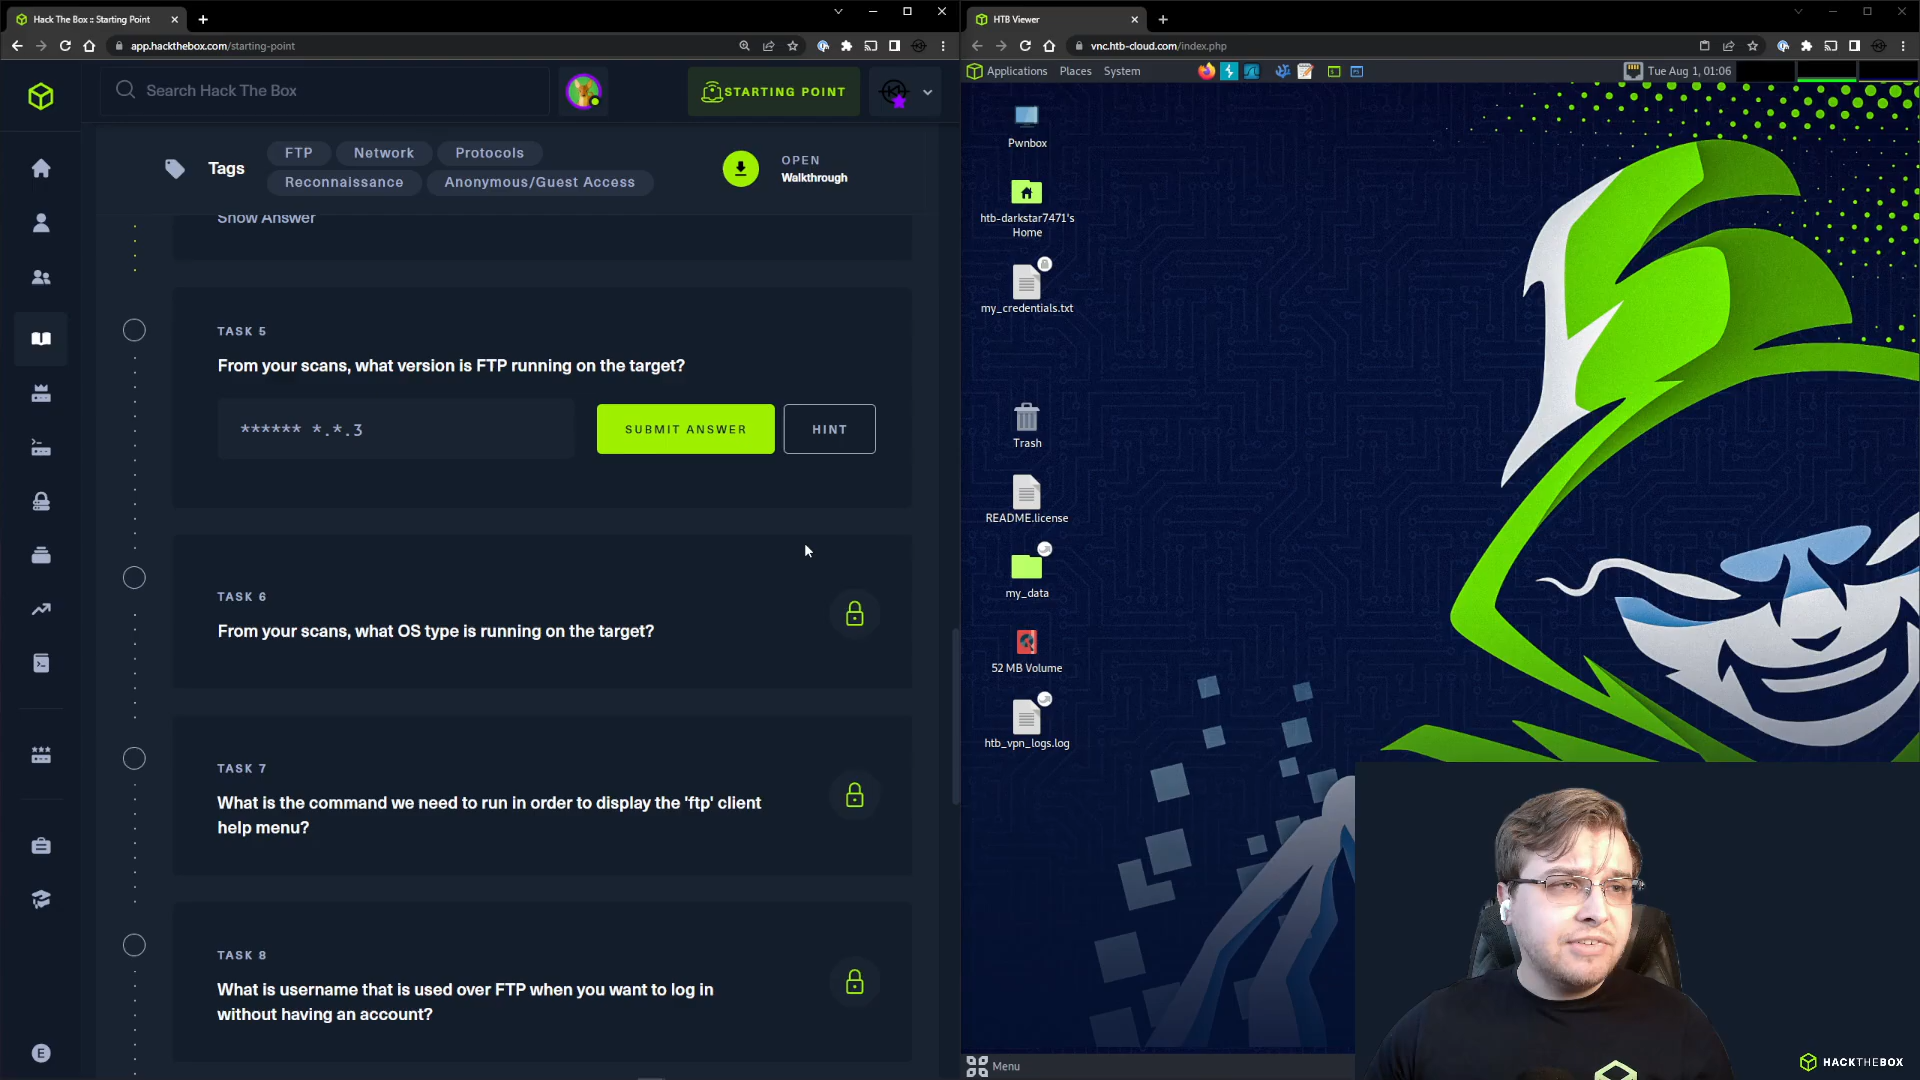 Hack The Box :: Starting Point
app.hackthebox.com/starting-point
Search Hack The Box
STARTING POINT
Tags
FTP
Network
Protocols
Reconnaissance
Anonymous/Guest Access
OPEN
Walkthrough
Show Answer
TASK 5
From your scans, what version is FTP running on the target?
****** *.*.3
SUBMIT ANSWER
HINT
TASK 6
From your scans, what OS type is running on the target?
TASK 7
What is the command we need to run in order to display the 'ftp' client
help menu?
TASK 8
What is username that is used over FTP when you want to log in
without having an account?
E
HTB Viewer
vnc.htb-cloud.com/index.php
Applications
Places
System
Tue Aug 1, 01:06
Pwnbox
htb-darkstar7471's
Home
my_credentials.txt
Trash
README.license
my_data
52 MB Volume
htb_vpn_logs.log
Menu
HACKTHEBOX